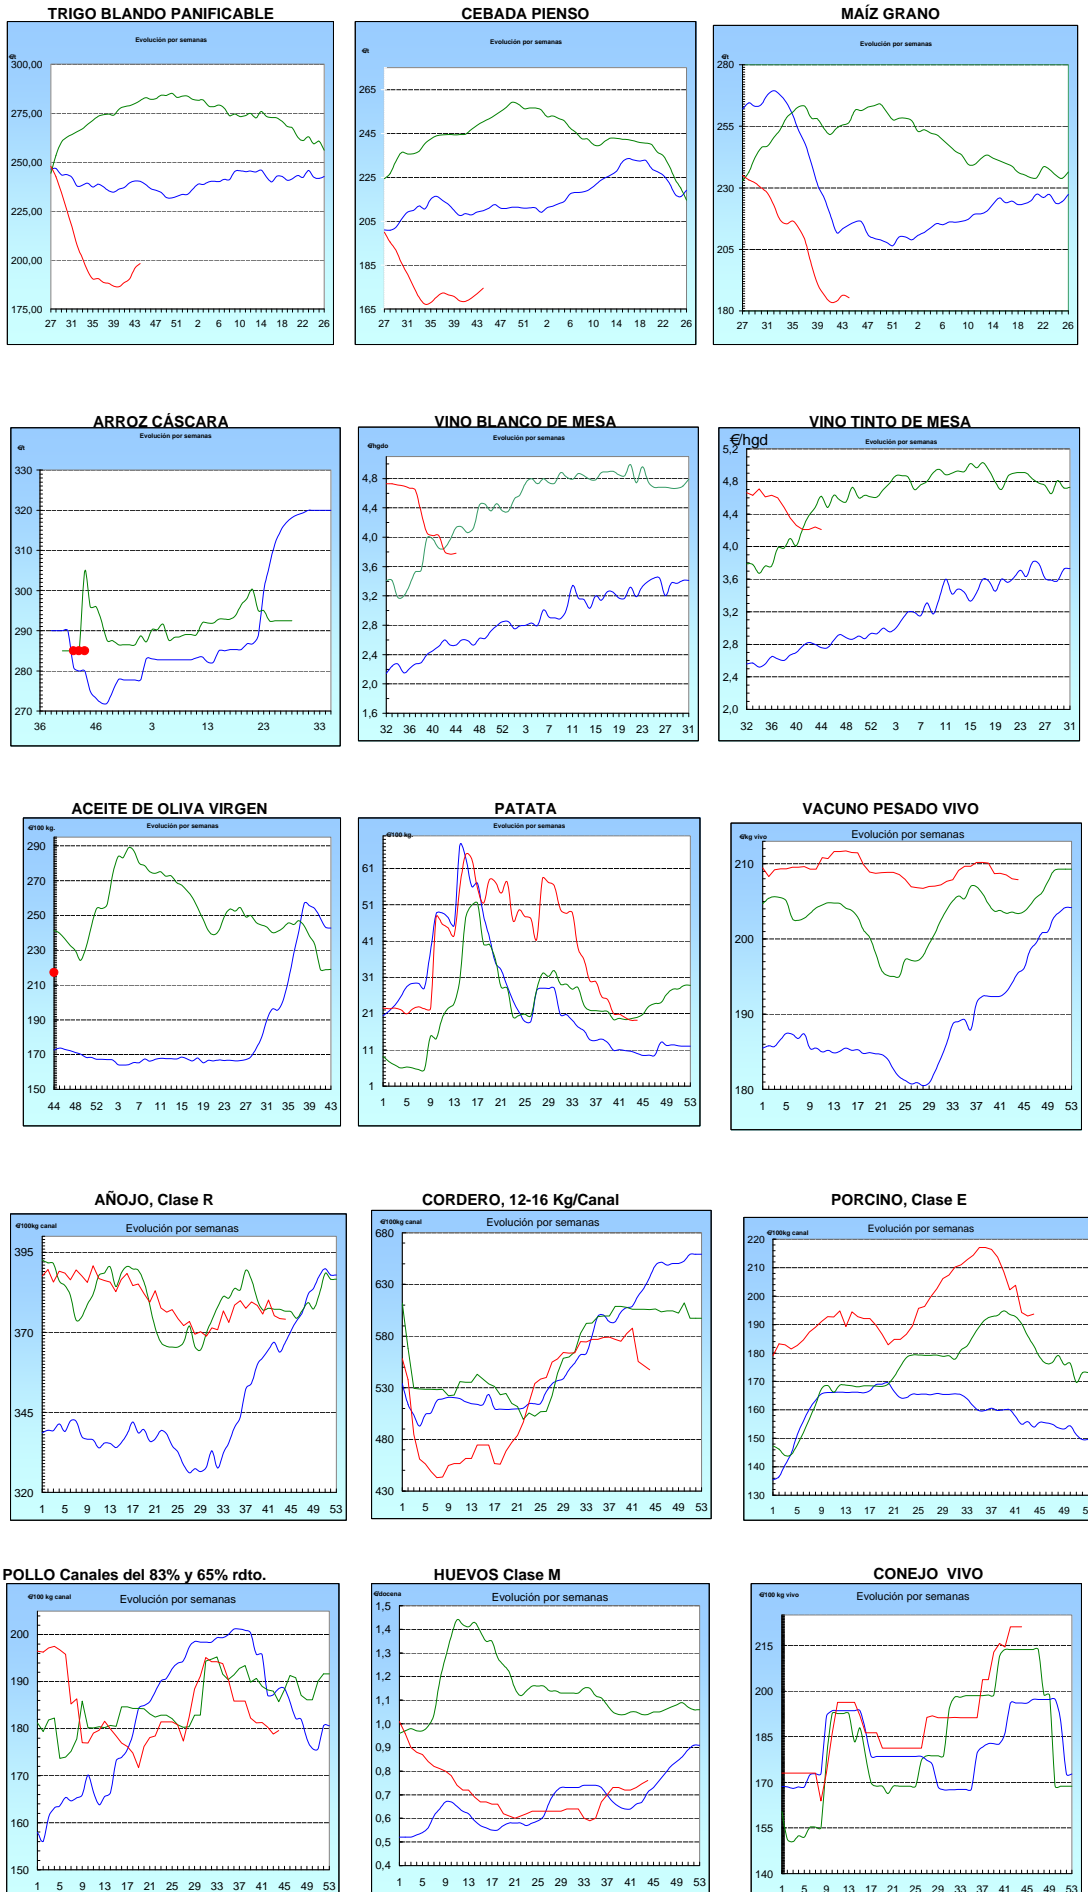 TRIGO BLANDO PANIFICABLE
Evolución por semanas
€/t
300,00
275,00
250,00
225,00
200,00
175,00
27 31 35 39 43 47 51 2 6 10 14 18 22 26
CEBADA PIENSO
Evolución por semanas
€/t
265
245
225
205
185
165
27 31 35 39 43 47 51 2 6 10 14 18 22 26
MAÍZ GRANO
Evolución por semanas
€/t
280
255
230
205
180
27 31 35 39 43 47 51 2 6 10 14 18 22 26
ARROZ CÁSCARA
Evolución por semanas
€/t
330
320
310
300
290
280
270
36 46 3 13 23 33
VINO BLANCO DE MESA
Evolución por semanas
€/hgdo
4,8
4,4
4,0
3,6
3,2
2,8
2,4
2,0
1,6
32 36 40 44 48 52 3 7 11 15 19 23 27 31
VINO TINTO DE MESA
Evolución por semanas
€/hgd
5,2
4,8
4,4
4,0
3,6
3,2
2,8
2,4
2,0
32 36 40 44 48 52 3 7 11 15 19 23 27 31
ACEITE DE OLIVA VIRGEN
Evolución por semanas
€/100 kg.
290
270
250
230
210
190
170
150
44 48 52 3 7 11 15 19 23 27 31 35 39 43
PATATA
Evolución por semanas
€/100 kg.
61
51
41
31
21
11
1
1 5 9 13 17 21 25 29 33 37 41 45 49 53
VACUNO PESADO VIVO
Evolución por semanas
€/kg vivo
210
200
190
180
1 5 9 13 17 21 25 29 33 37 41 45 49 53
AÑOJO, Clase R
Evolución por semanas
€/100kg canal
395
370
345
320
1 5 9 13 17 21 25 29 33 37 41 45 49 53
CORDERO, 12-16 Kg/Canal
Evolución por semanas
€/100kg canal
680
630
580
530
480
430
1 5 9 13 17 21 25 29 33 37 41 45 49 53
PORCINO, Clase E
Evolución por semanas
€/100kg canal
220
210
200
190
180
170
160
150
140
130
1 5 9 13 17 21 25 29 33 37 41 45 49
POLLO Canales del 83% y 65% rdto.
Evolución por semanas
€/100 kg canal
200
190
180
170
160
150
1 5 9 13 17 21 25 29 33 37 41 45 49 53
HUEVOS Clase M
Evolución por semanas
€/docena
1,5
1,4
1,3
1,2
1,1
1,0
0,9
0,8
0,7
0,6
0,5
0,4
1 5 9 13 17 21 25 29 33 37 41 45 49 53
CONEJO VIVO
Evolución por semanas
€/100 kg vivo
215
200
185
170
155
140
1 5 9 13 17 21 25 29 33 37 41 45 49 53